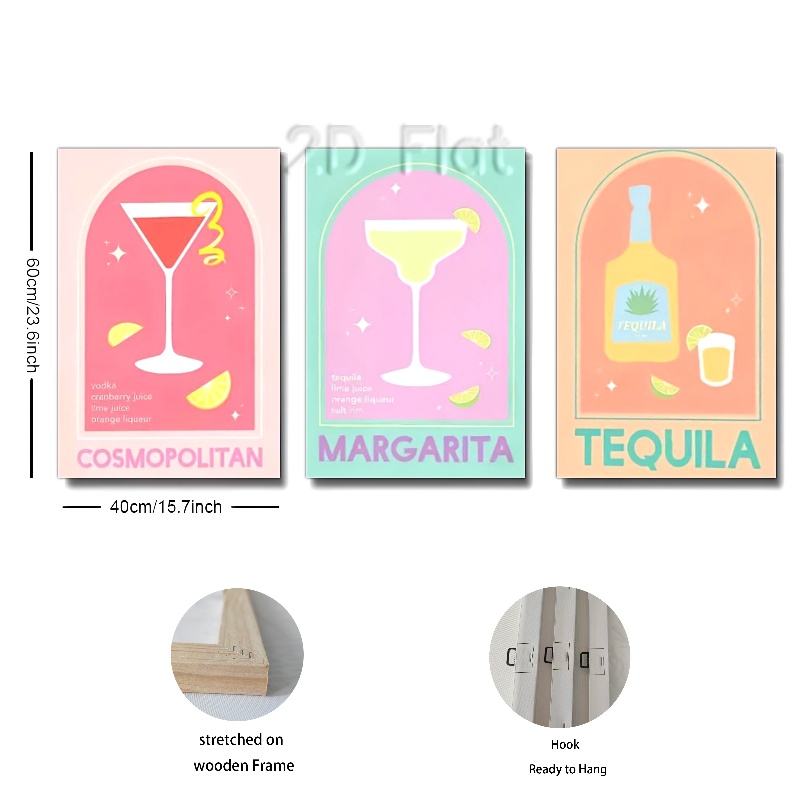 2D Flat
60cm/23.6inch
vodka
cranberry juice
lime juice
orange liqueur
COSMOPOLITAN
tequila
lime juice
orange liqueur
salt rim
MARGARITA
TEQUILA
TEQUILA
40cm/15.7inch
stretched on
wooden Frame
Hook
Ready to Hang